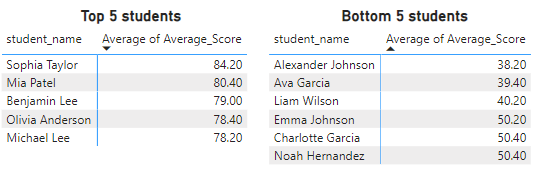 Top 5 students
student_name Average of Average_Score
Sophia Taylor 84.20
Mia Patel 80.40
Benjamin Lee 79.00
Olivia Anderson 78.40
Michael Lee 78.20
Bottom 5 students
student_name Average of Average_Score
Alexander Johnson 38.20
Ava Garcia 39.40
Liam Wilson 40.20
Emma Johnson 50.20
Charlotte Garcia 50.40
Noah Hernandez 50.40